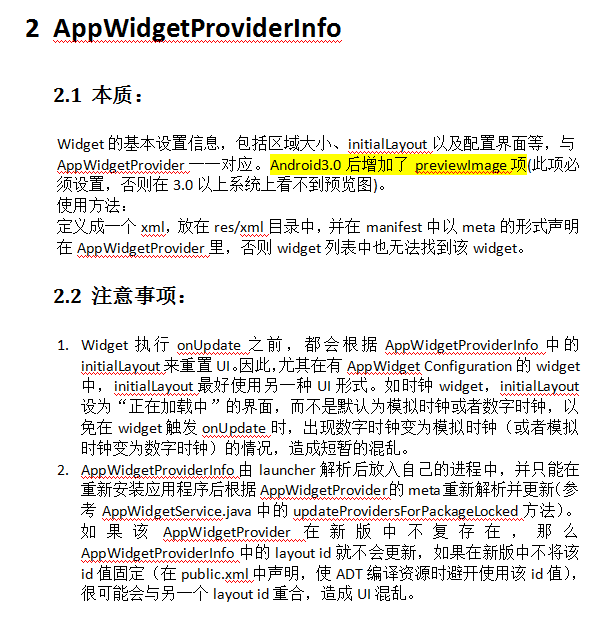 2 AppWidgetProviderInfo
2.1 本质：
Widget 的基本设置信息，包括区域大小、initialLayout 以及配置界面等，与
AppWidgetProvider 一一对应。Android3.0 后增加了 previewImage 项(此项必
须设置，否则在 3.0 以上系统上看不到预览图)。
使用方法：
定义成一个 xml，放在 res/xml 目录中，并在 manifest 中以 meta 的形式声明
在 AppWidgetProvider 里，否则 widget 列表中也无法找到该 widget。
2.2 注意事项：
1. Widget 执行 onUpdate 之前，都会根据 AppWidgetProviderInfo 中的
initialLayout 来重置 UI。因此，尤其在有 AppWidget Configuration 的 widget
中，initialLayout 最好使用另一种 UI 形式。如时钟 widget，initialLayout
设为“正在加载中”的界面，而不是默认为模拟时钟或者数字时钟，以
免在 widget 触发 onUpdate 时，出现数字时钟变为模拟时钟（或者模拟
时钟变为数字时钟）的情况，造成短暂的混乱。
2. AppWidgetProviderInfo 由 launcher 解析后放入自己的进程中，并只能在
重新安装应用程序后根据 AppWidgetProvider 的 meta 重新解析并更新(参
考 AppWidgetService.java 中的 updateProvidersForPackageLocked 方法）。
如果该 AppWidgetProvider 在新版中不复存在，那么
AppWidgetProviderInfo 中的 layout id 就不会更新，如果在新版中不将该
id 值固定（在 public.xml 中声明，使 ADT 编译资源时避开使用该 id 值），
很可能会与另一个 layout id 重合，造成 UI 混乱。